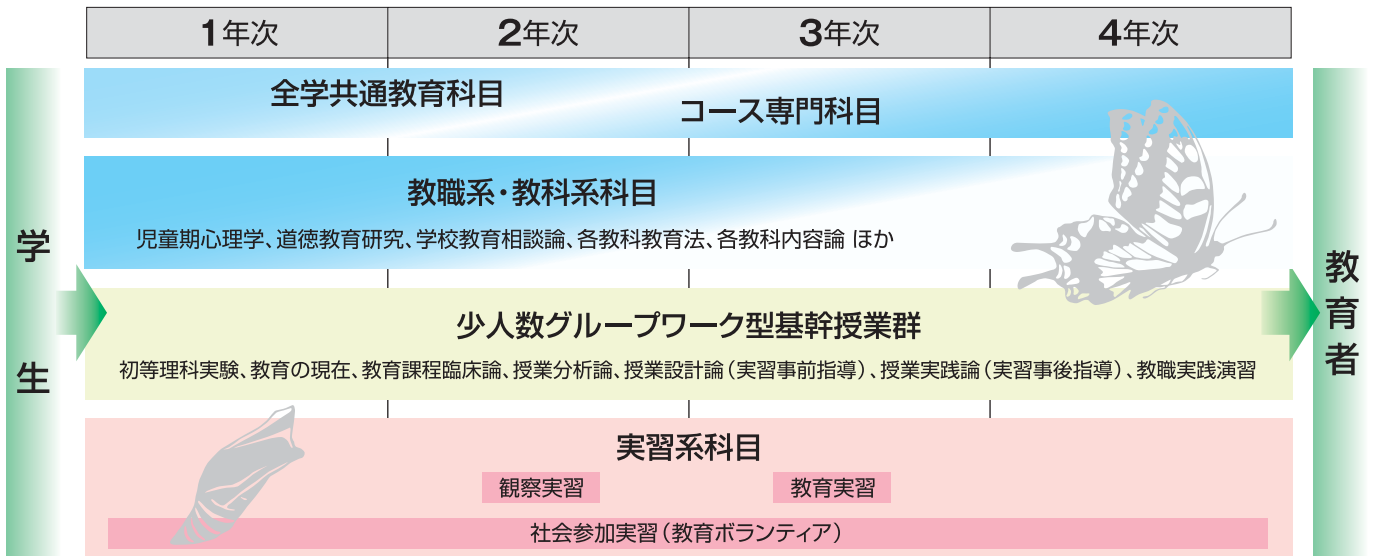 1年次 2年次 3年次 4年次
学生
全学共通教育科目
コース専門科目
教職系・教科系科目
児童期心理学、道徳教育研究、学校教育相談論、各教科教育法、各教科内容論 ほか
少人数グループワーク型基幹授業群
初等理科実験、教育の現在、教育課程臨床論、授業分析論、授業設計論（実習事前指導）、授業実践論（実習事後指導）、教職実践演習
実習系科目
観察実習 教育実習
社会参加実習（教育ボランティア）
教育者